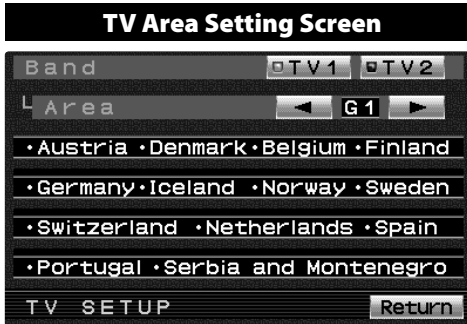 TV Area Setting Screen
Band TV1 TV2
Area ◄ G1 ►
•Austria •Denmark •Belgium •Finland
•Germany •Iceland •Norway •Sweden
•Switzerland •Netherlands •Spain
•Portugal •Serbia and Montenegro
TV SETUP Return